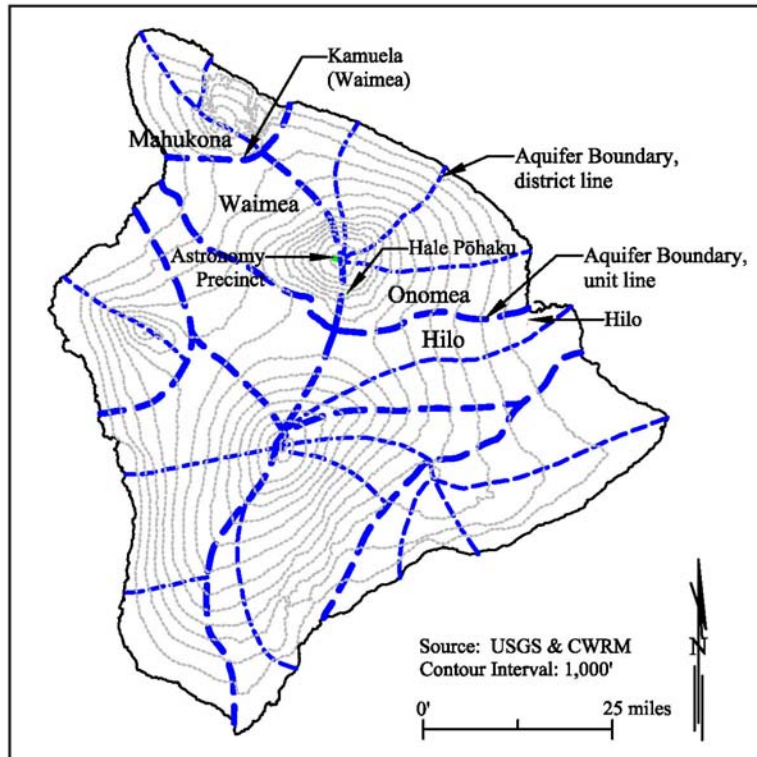 Kamuela
(Waimea)
Mahukona
Aquifer Boundary,
district line
Waimea
Astronomy
Precinct
Hale Pōhaku
Aquifer Boundary,
unit line
Onomea
Hilo
Hilo
Source: USGS & CWRM
Contour Interval: 1,000'
N
0'
25 miles